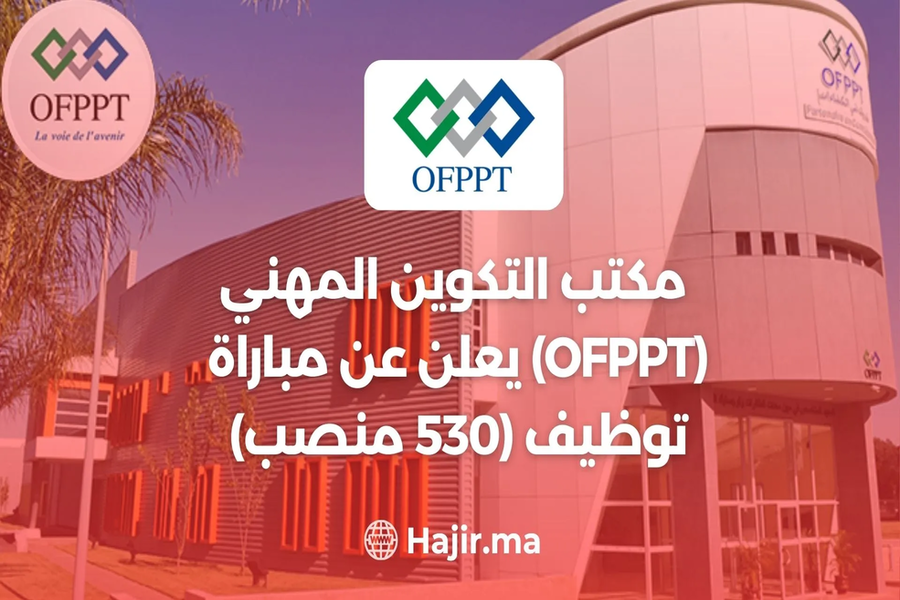 OFPPT
La voie de l'avenir
OFPPT
OFPPT
مكتب التكوين المهني
(OFPPT) يعلن عن مباراة
توظيف (530 منصب)
OFPPT
www Hajir.ma